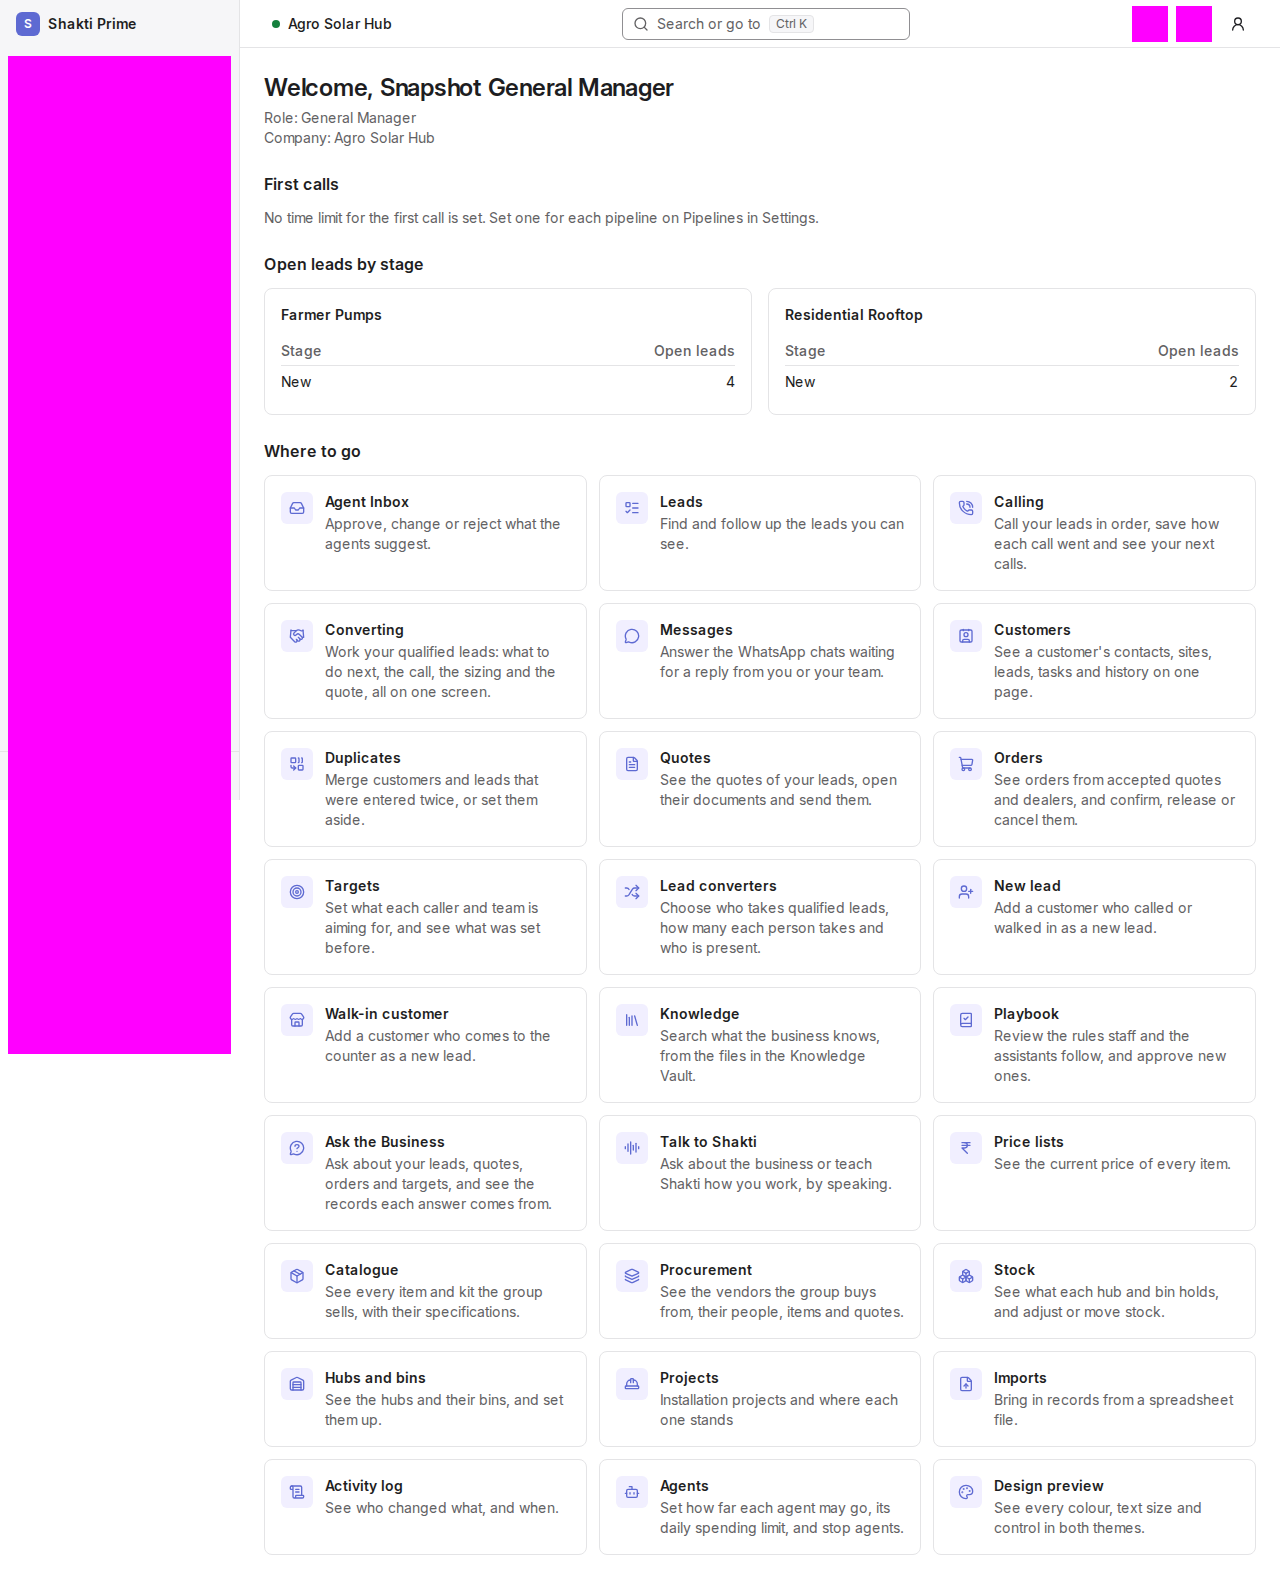 S Shakti Prime
Agro Solar Hub
Search or go to Ctrl K
Welcome, Snapshot General Manager
Role: General Manager
Company: Agro Solar Hub
First calls
No time limit for the first call is set. Set one for each pipeline on Pipelines in Settings.
Open leads by stage
Farmer Pumps
Stage Open leads
New 4
Residential Rooftop
Stage Open leads
New 2
Where to go
Agent Inbox
Approve, change or reject what the
agents suggest.
Leads
Find and follow up the leads you can
see.
Calling
Call your leads in order, save how
each call went and see your next
calls.
Converting
Work your qualified leads: what to
do next, the call, the sizing and the
quote, all on one screen.
Messages
Answer the WhatsApp chats waiting
for a reply from you or your team.
Customers
See a customer's contacts, sites,
leads, tasks and history on one
page.
Duplicates
Merge customers and leads that
were entered twice, or set them
aside.
Quotes
See the quotes of your leads, open
their documents and send them.
Orders
See orders from accepted quotes
and dealers, and confirm, release or
cancel them.
Targets
Set what each caller and team is
aiming for, and see what was set
before.
Lead converters
Choose who takes qualified leads,
how many each person takes and
who is present.
New lead
Add a customer who called or
walked in as a new lead.
Walk-in customer
Add a customer who comes to the
counter as a new lead.
Knowledge
Search what the business knows,
from the files in the Knowledge
Vault.
Playbook
Review the rules staff and the
assistants follow, and approve new
ones.
Ask the Business
Ask about your leads, quotes,
orders and targets, and see the
records each answer comes from.
Talk to Shakti
Ask about the business or teach
Shakti how you work, by speaking.
Price lists
See the current price of every item.
Catalogue
See every item and kit the group
sells, with their specifications.
Procurement
See the vendors the group buys
from, their people, items and quotes.
Stock
See what each hub and bin holds,
and adjust or move stock.
Hubs and bins
See the hubs and their bins, and set
them up.
Projects
Installation projects and where each
one stands
Imports
Bring in records from a spreadsheet
file.
Activity log
See who changed what, and when.
Agents
Set how far each agent may go, its
daily spending limit, and stop agents.
Design preview
See every colour, text size and
control in both themes.